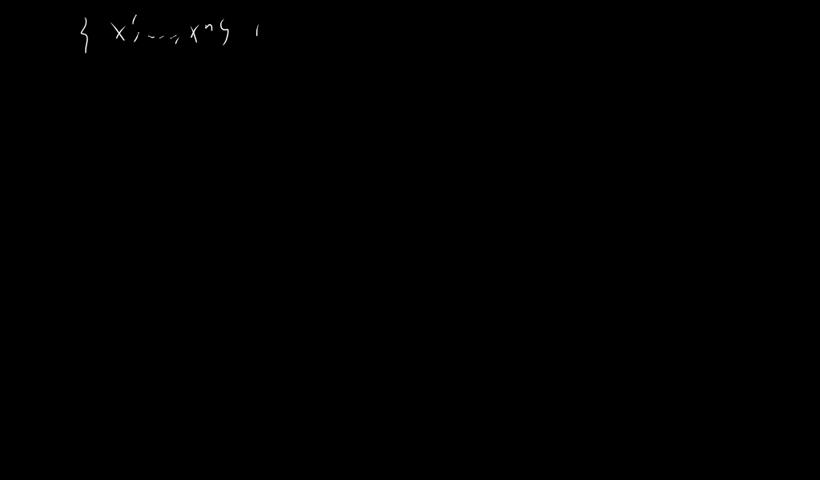 { x¹, ..., xⁿ }